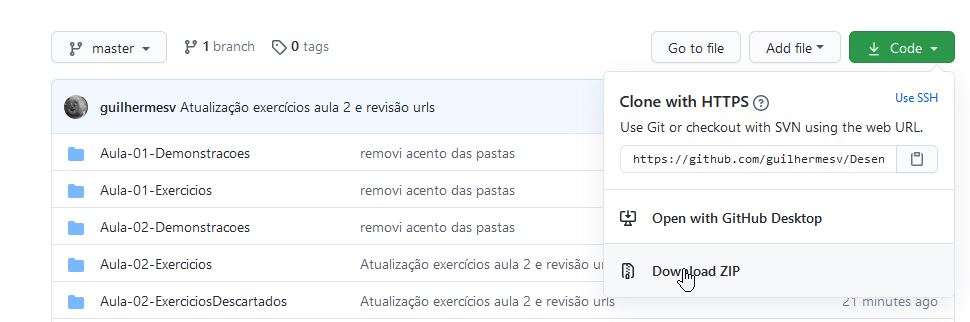 master 1 branch 0 tags Go to file Add file Code
guilhermesv Atualização exercícios aula 2 e revisão urls
Clone with HTTPS ? Use SSH
Use Git or checkout with SVN using the web URL.
https://github.com/guilhermesv/Desen
Open with GitHub Desktop
Download ZIP
Aula-01-Demonstracoes removi acento das pastas
Aula-01-Exercicios removi acento das pastas
Aula-02-Demonstracoes removi acento das pastas
Aula-02-Exercicios Atualização exercícios aula 2 e revisão
Aula-02-ExerciciosDescartados Atualização exercícios aula 2 e revisão urls 21 minutes ago